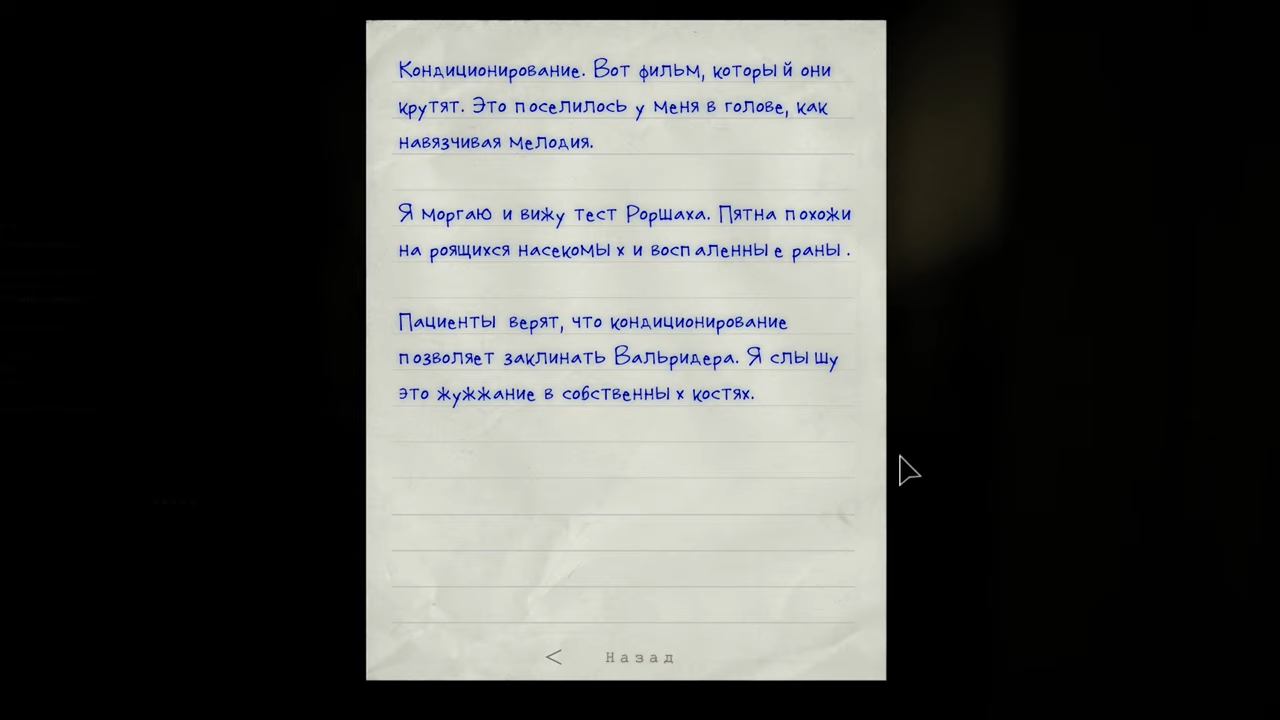 Кондиционирование. Вот фильм, который они
крутят. Это поселилось у меня в голове, как
навязчивая мелодия.
Я моргаю и вижу тест Роршаха. Пятна похожи
на роящихся насекомых и воспаленные раны.
Пациенты верят, что кондиционирование
позволяет заклинать Вальридера. Я слышу
это жужжание в собственных костях.
< Назад